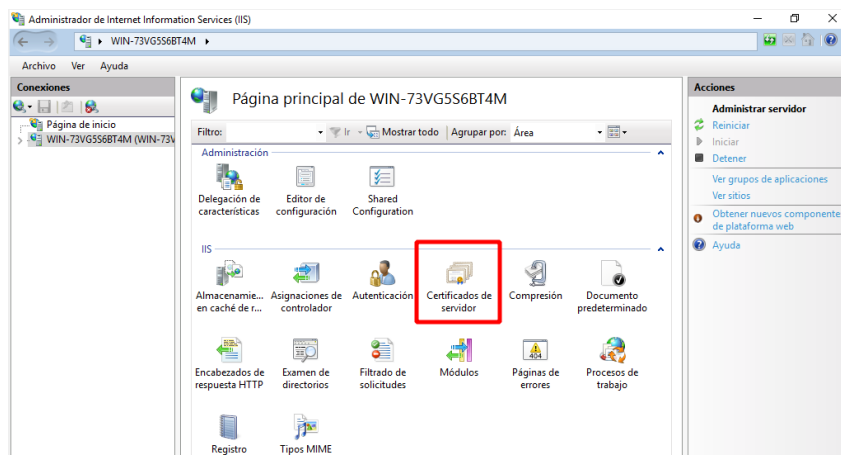 Administrador de Internet Information Services (IIS)
WIN-73VG5S6BT4M
Archivo Ver Ayuda
Conexiones
Página de inicio
WIN-73VG5S6BT4M (WIN-73V
Página principal de WIN-73VG5S6BT4M
Filtro: Ir Mostrar todo Agrupar por: Área
Administración
Delegación de características
Editor de configuración
Shared Configuration
IIS
Almacenamie... en caché de r...
Asignaciones de controlador
Autenticación
Certificados de servidor
Compresión
Documento predeterminado
Encabezados de respuesta HTTP
Examen de directorios
Filtrado de solicitudes
Módulos
404
Páginas de errores
Procesos de trabajo
Registro
Tipos MIME
Acciones
Administrar servidor
Reiniciar
Iniciar
Detener
Ver grupos de aplicaciones
Ver sitios
Obtener nuevos componente
de plataforma web
Ayuda